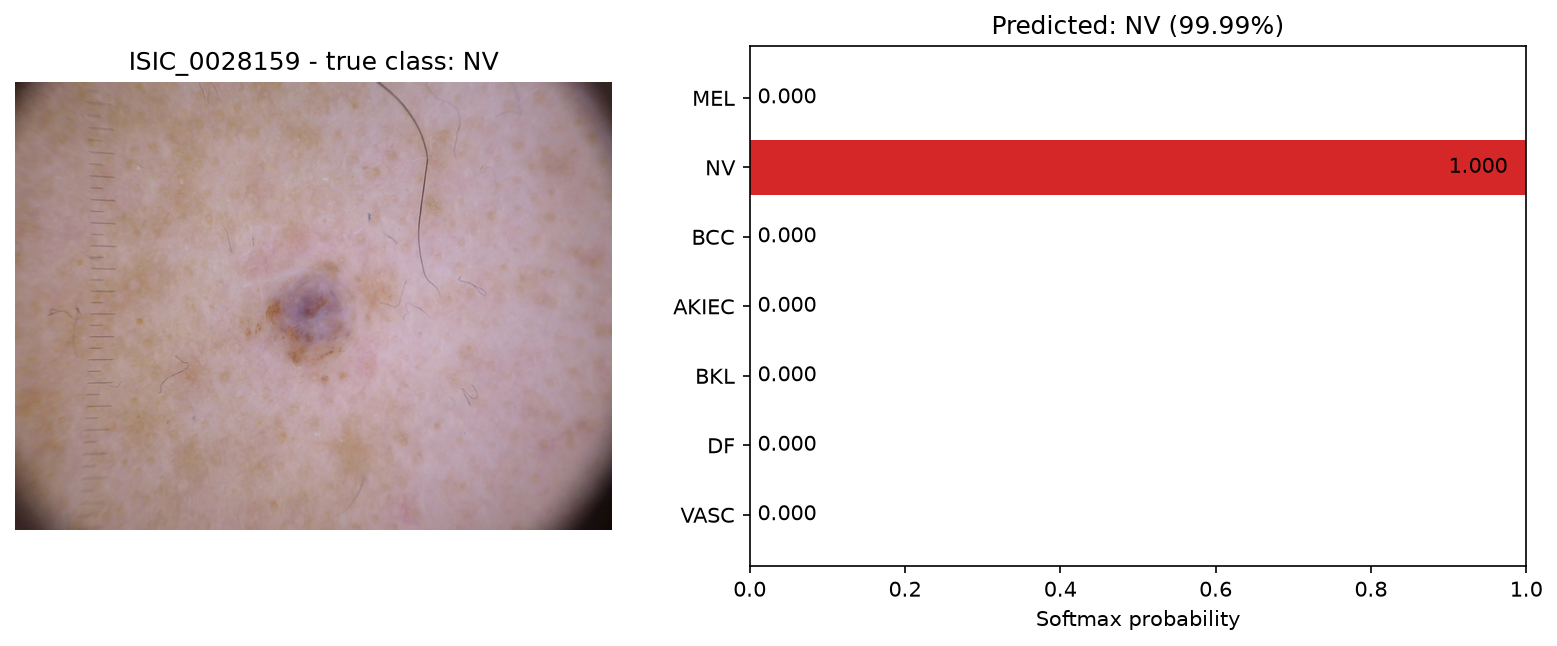 ISIC_0028159 - true class: NV
Predicted: NV (99.99%)
MEL 0.000
NV 1.000
BCC 0.000
AKIEC 0.000
BKL 0.000
DF 0.000
VASC 0.000
0.0 0.2 0.4 0.6 0.8 1.0
Softmax probability